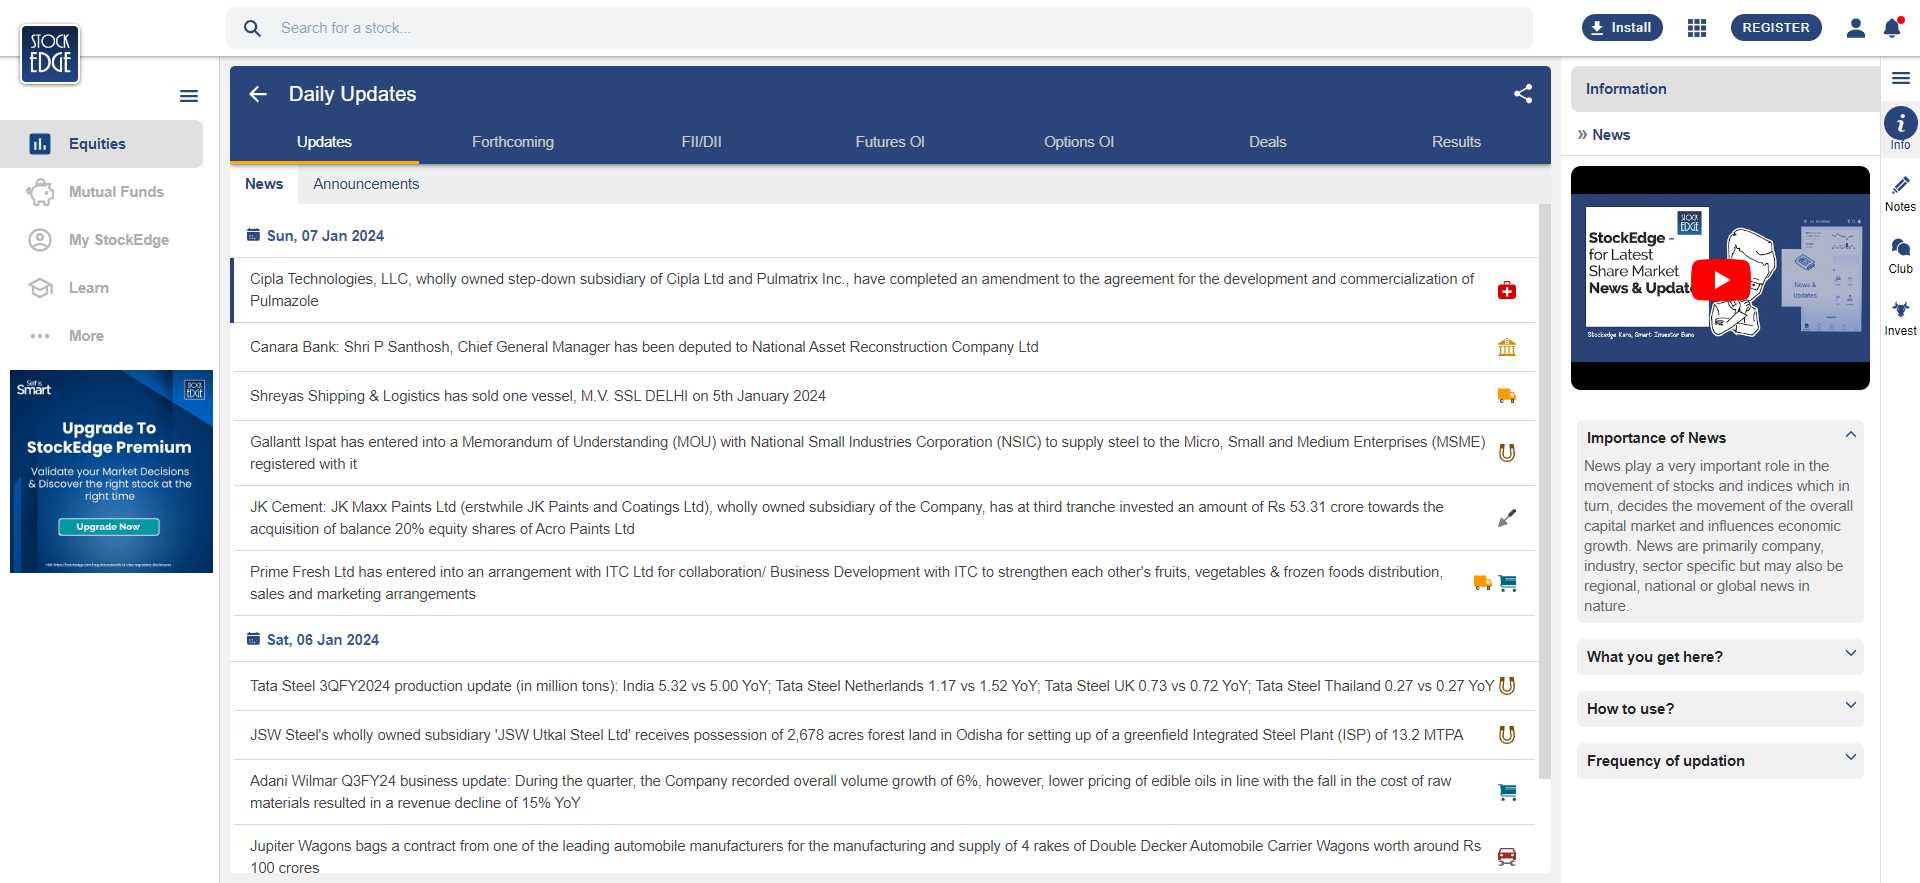 STOCK
EDGE
Search for a stock...
Install
REGISTER
Equities
Mutual Funds
My StockEdge
Learn
More
Self is
Smart
STOCK
EDGE
Upgrade To
StockEdge Premium
Validate your Market Decisions
& Discover the right stock at the
right time
Upgrade Now
Daily Updates
Updates
Forthcoming
FII/DII
Futures OI
Options OI
Deals
Results
News
Announcements
Sun, 07 Jan 2024
Cipla Technologies, LLC, wholly owned step-down subsidiary of Cipla Ltd and Pulmatrix Inc., have completed an amendment to the agreement for the development and commercialization of
Pulmazole
Canara Bank: Shri P Santhosh, Chief General Manager has been deputed to National Asset Reconstruction Company Ltd
Shreyas Shipping & Logistics has sold one vessel, M.V. SSL DELHI on 5th January 2024
Gallantt Ispat has entered into a Memorandum of Understanding (MOU) with National Small Industries Corporation (NSIC) to supply steel to the Micro, Small and Medium Enterprises (MSME)
registered with it
JK Cement: JK Maxx Paints Ltd (erstwhile JK Paints and Coatings Ltd), wholly owned subsidiary of the Company, has at third tranche invested an amount of Rs 53.31 crore towards the
acquisition of balance 20% equity shares of Acro Paints Ltd
Prime Fresh Ltd has entered into an arrangement with ITC Ltd for collaboration/ Business Development with ITC to strengthen each other's fruits, vegetables & frozen foods distribution,
sales and marketing arrangements
Sat, 06 Jan 2024
Tata Steel 3QFY2024 production update (in million tons): India 5.32 vs 5.00 YoY; Tata Steel Netherlands 1.17 vs 1.52 YoY; Tata Steel UK 0.73 vs 0.72 YoY; Tata Steel Thailand 0.27 vs 0.27 YoY
JSW Steel's wholly owned subsidiary 'JSW Utkal Steel Ltd' receives possession of 2,678 acres forest land in Odisha for setting up of a greenfield Integrated Steel Plant (ISP) of 13.2 MTPA
Adani Wilmar Q3FY24 business update: During the quarter, the Company recorded overall volume growth of 6%, however, lower pricing of edible oils in line with the fall in the cost of raw
materials resulted in a revenue decline of 15% YoY
Jupiter Wagons bags a contract from one of the leading automobile manufacturers for the manufacturing and supply of 4 rakes of Double Decker Automobile Carrier Wagons worth around Rs
100 crores
Information
» News
STOCK
EDGE
StockEdge -
for Latest
Share Market
News & Updat
News &
Updates
Stockedge Karo, Smart Investor Bano
Importance of News
News play a very important role in the
movement of stocks and indices which in
turn, decides the movement of the overall
capital market and influences economic
growth. News are primarily company,
industry, sector specific but may also be
regional, national or global news in
nature.
What you get here?
How to use?
Frequency of updation
Info
Notes
Club
Invest